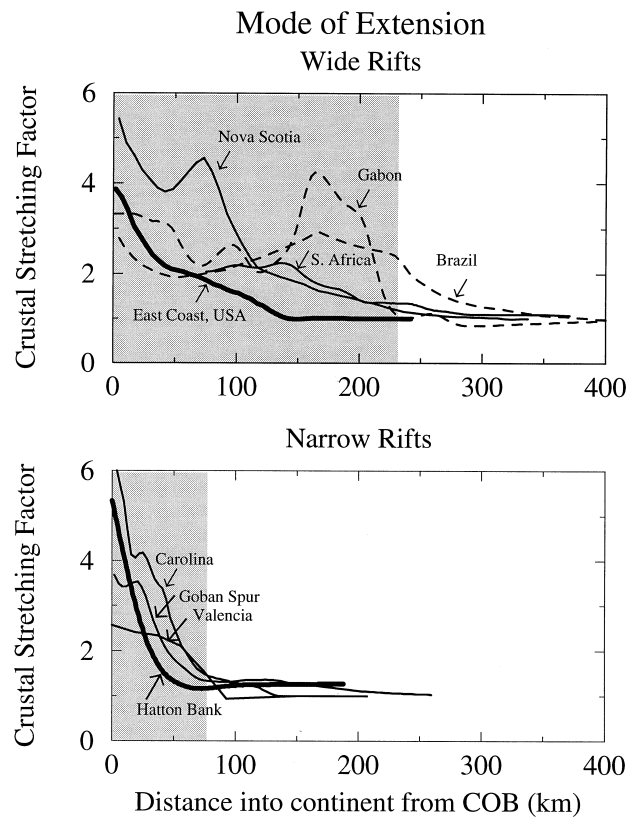 Mode of Extension
Wide Rifts
Crustal Stretching Factor
6
4
2
0
Nova Scotia
Gabon
S. Africa
Brazil
East Coast, USA
0 100 200 300 400
Narrow Rifts
Crustal Stretching Factor
6
4
2
0
Carolina
Goban Spur
Valencia
Hatton Bank
0 100 200 300 400
Distance into continent from COB (km)